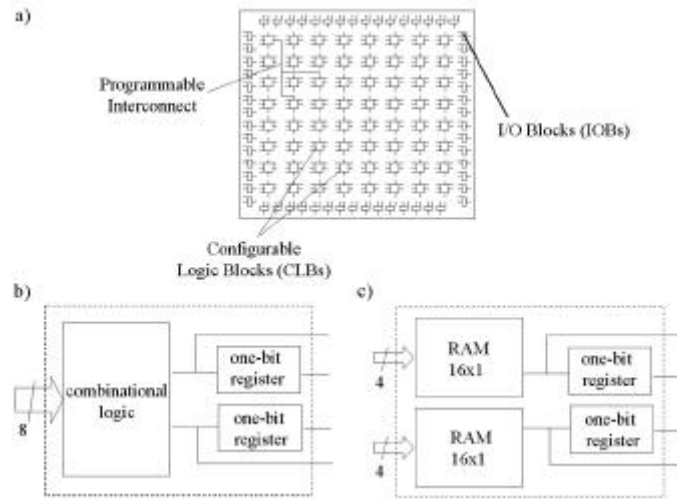 a)
Programmable
Interconnect
I/O Blocks (IOBs)
Configurable
Logic Blocks (CLBs)
b)
combinational
logic
8
one-bit
register
one-bit
register
c)
RAM
16x1
4
one-bit
register
RAM
16x1
4
one-bit
register